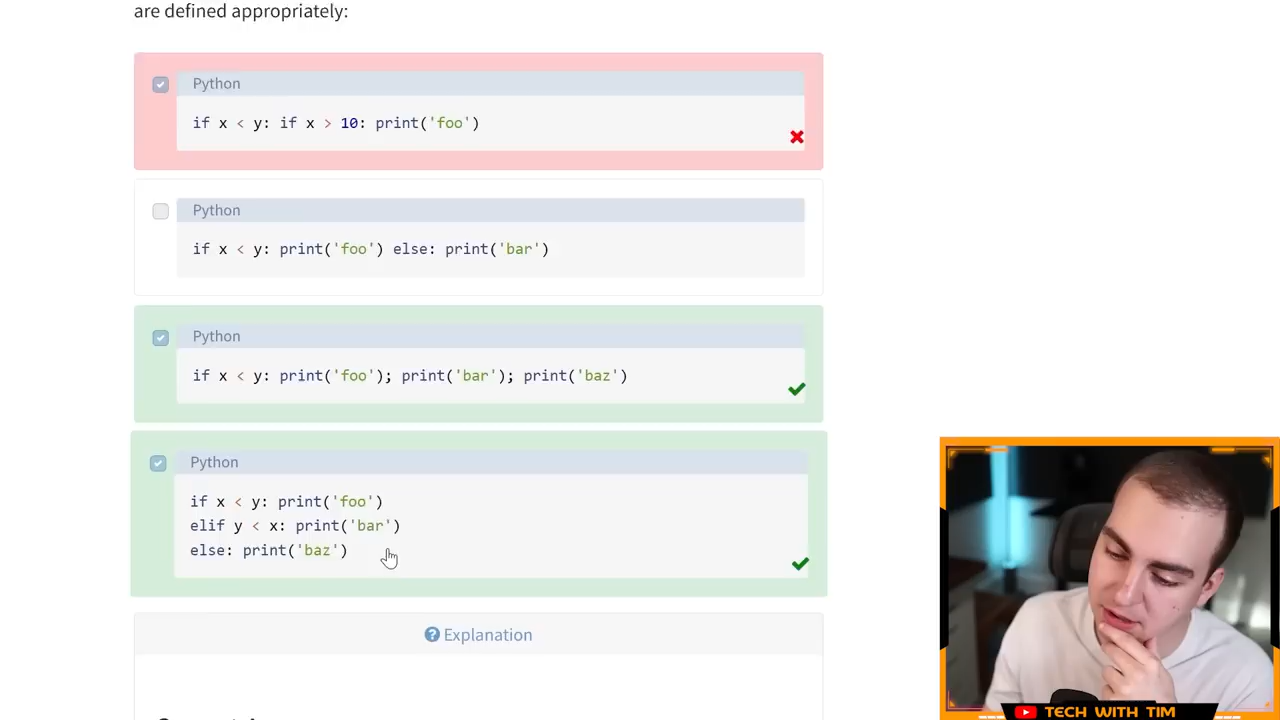 are defined appropriately:
Python
if x < y: if x > 10: print('foo')
Python
if x < y: print('foo') else: print('bar')
Python
if x < y: print('foo'); print('bar'); print('baz')
Python
if x < y: print('foo')
elif y < x: print('bar')
else: print('baz')
Explanation
TECH WITH TIM